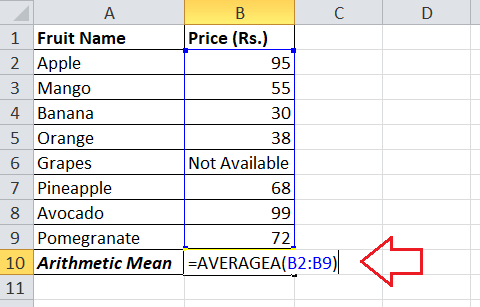 A B C D
1 Fruit Name Price (Rs.)
2 Apple 95
3 Mango 55
4 Banana 30
5 Orange 38
6 Grapes Not Available
7 Pineapple 68
8 Avocado 99
9 Pomegranate 72
10 Arithmetic Mean =AVERAGEA(B2:B9)
11